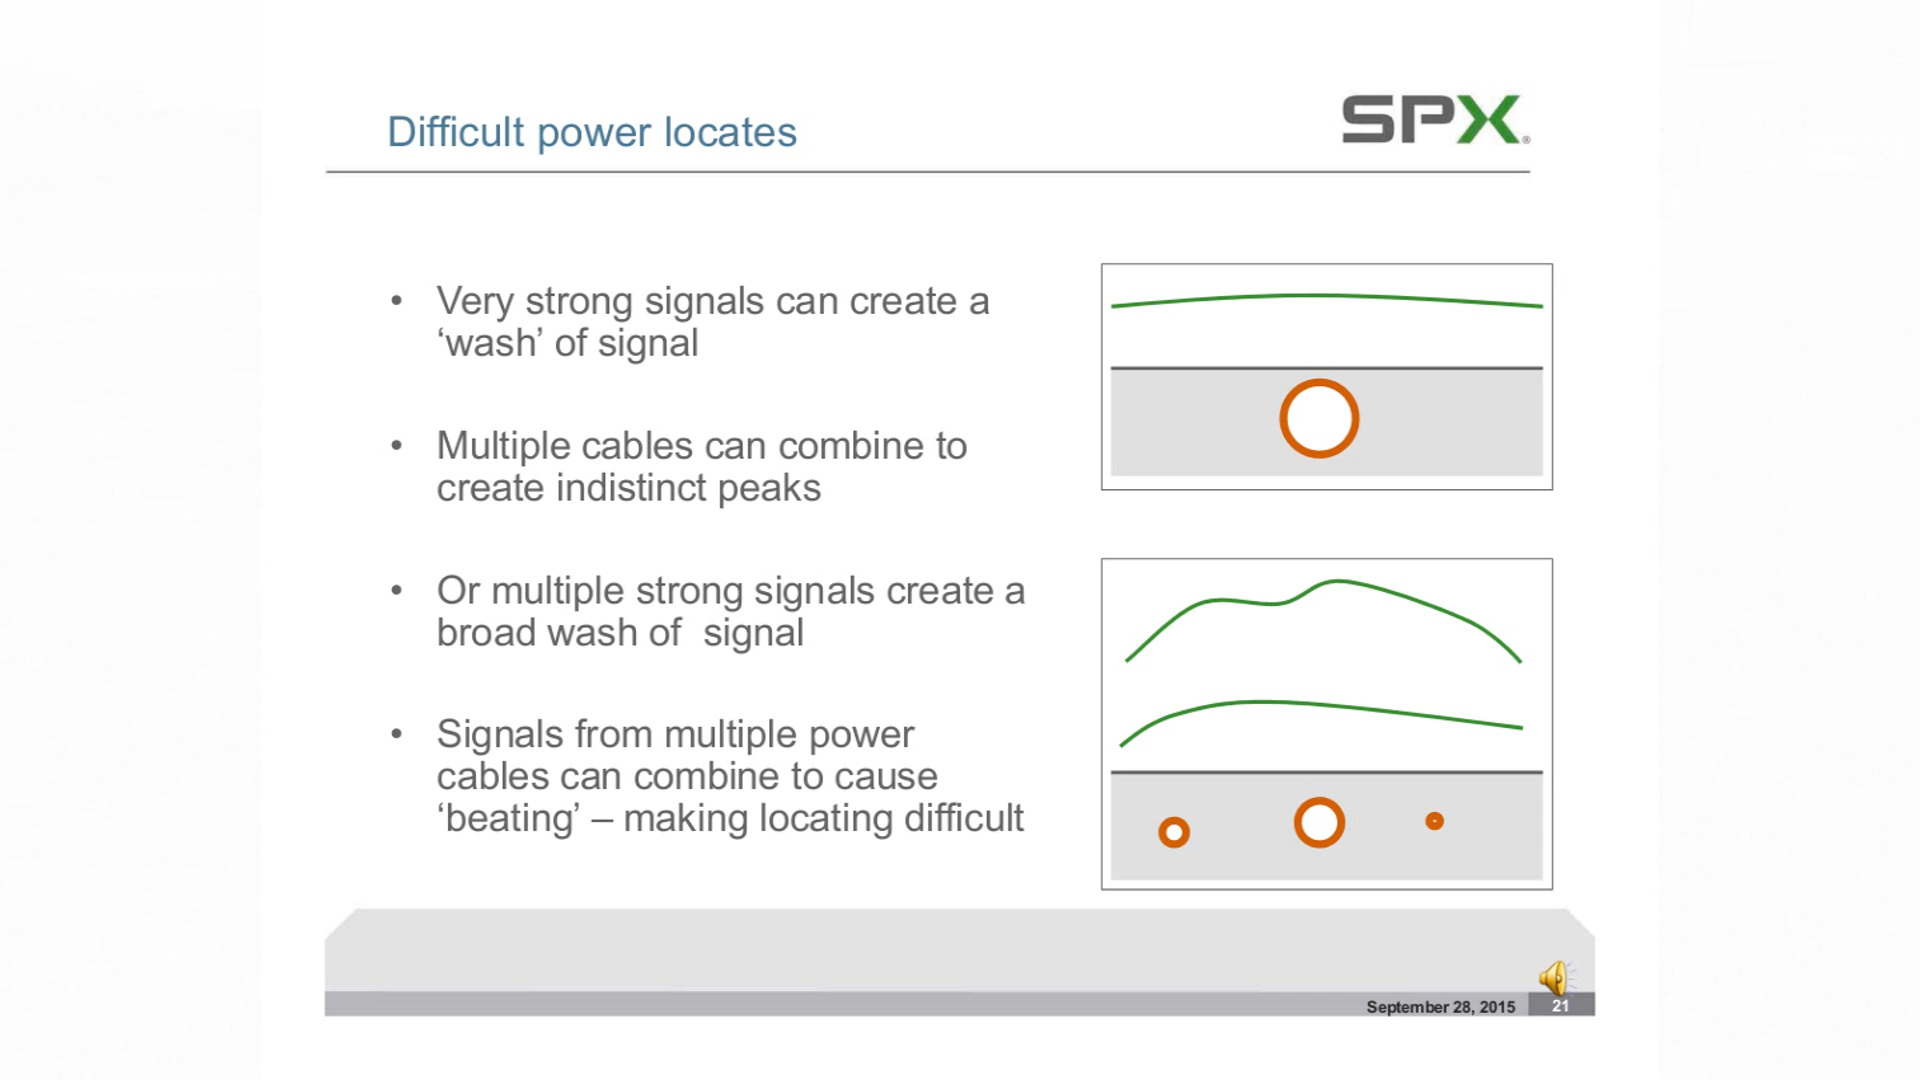 Difficult power locates
SPX®
• Very strong signals can create a
‘wash’ of signal
• Multiple cables can combine to
create indistinct peaks
• Or multiple strong signals create a
broad wash of  signal
• Signals from multiple power
cables can combine to cause
‘beating’ – making locating difficult
September 28, 2015
21